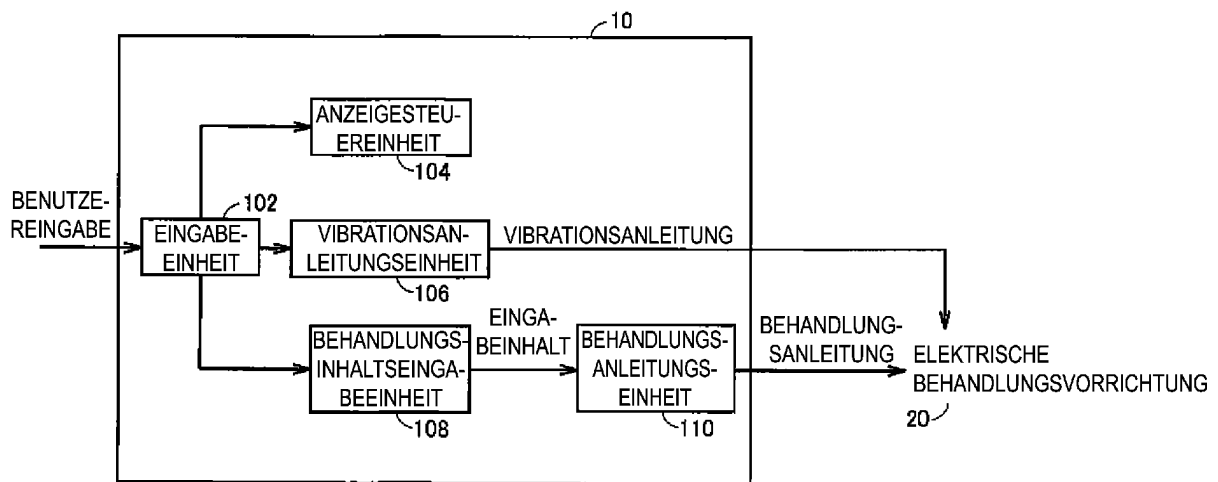 10
ANZEIGESTEU-
EREINHEIT
104
BENUTZE-
REINGABE
102
EINGABE-
EINHEIT
VIBRATIONSAN-
LEITUNGSEINHEIT
106
VIBRATIONSANLEITUNG
BEHANDLUNGS-
INHALTSEINGA-
BEEINHEIT
108
EINGA-
BEINHALT
BEHANDLUNGS-
ANLEITUNGS-
EINHEIT
110
BEHANDLUNG-
SANLEITUNG
ELEKTRISCHE
BEHANDLUNGSVORRICHTUNG
20